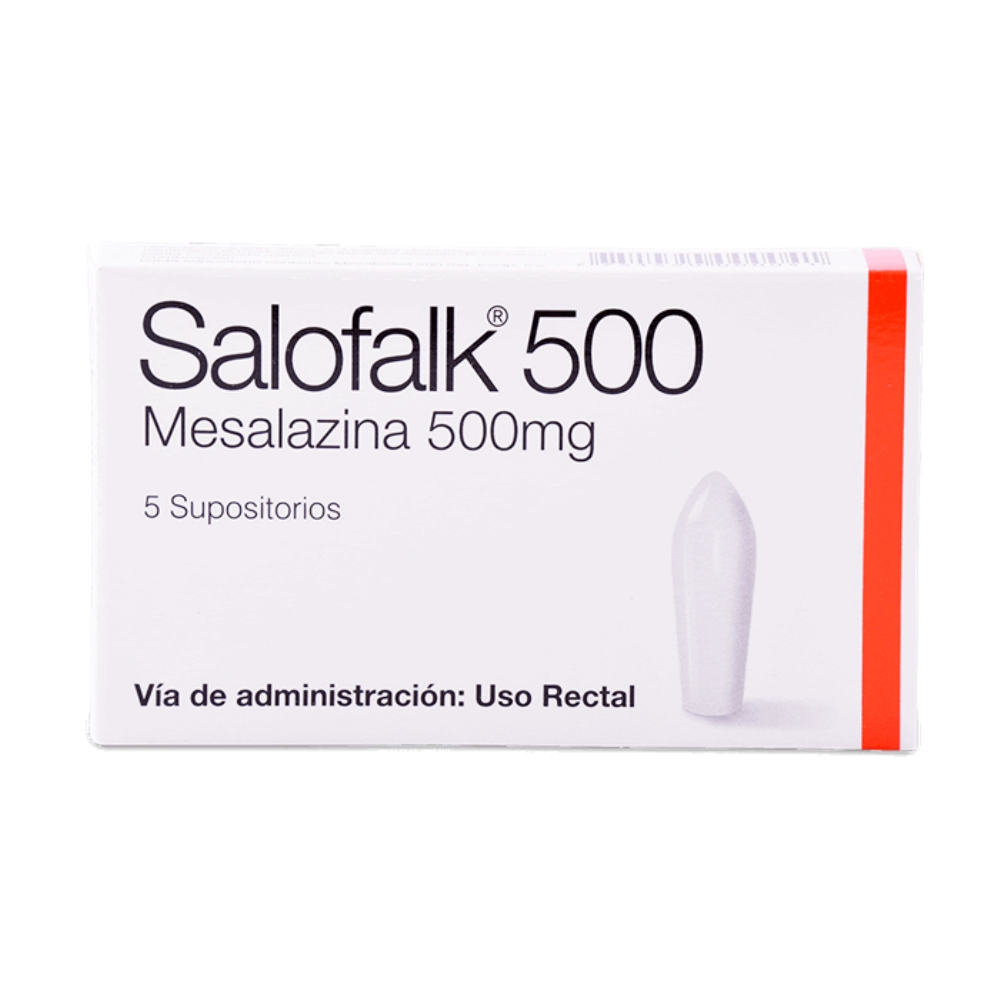 Salofalk® 500
Mesalazina 500mg
5 Supositorios
Vía de administración: Uso Rectal